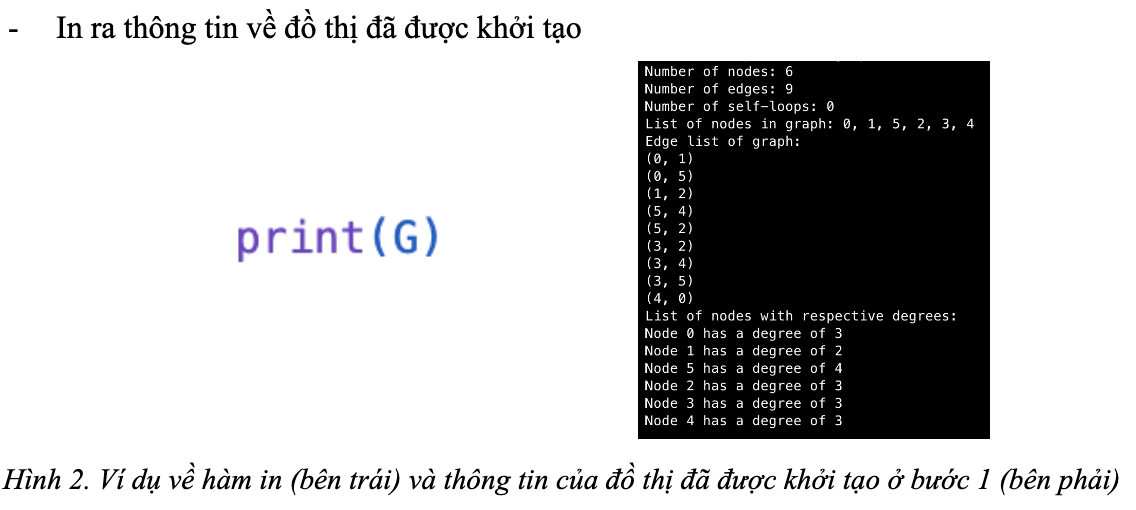 - In ra thông tin về đồ thị đã được khởi tạo
print(G)
Number of nodes: 6
Number of edges: 9
Number of self-loops: 0
List of nodes in graph: 0, 1, 5, 2, 3, 4
Edge list of graph:
(0, 1)
(0, 5)
(1, 2)
(5, 4)
(5, 2)
(3, 2)
(3, 4)
(3, 5)
(4, 0)
List of nodes with respective degrees:
Node 0 has a degree of 3
Node 1 has a degree of 2
Node 5 has a degree of 4
Node 2 has a degree of 3
Node 3 has a degree of 3
Node 4 has a degree of 3
Hình 2. Ví dụ về hàm in (bên trái) và thông tin của đồ thị đã được khởi tạo ở bước 1 (bên phải)